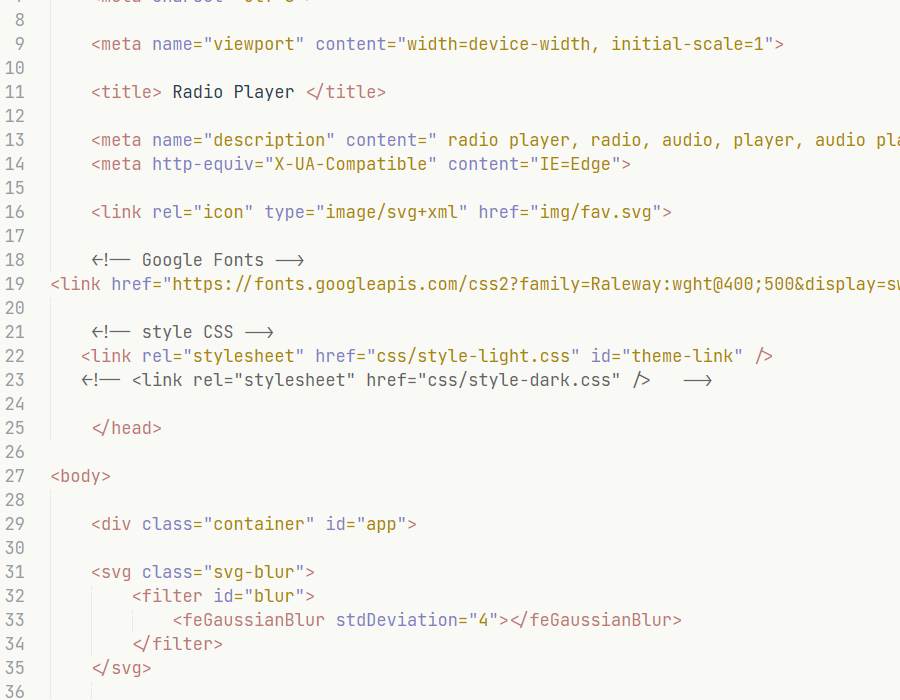 8
9 <meta name="viewport" content="width=device-width, initial-scale=1">
10
11 <title> Radio Player </title>
12
13 <meta name="description" content=" radio player, radio, audio, player, audio
14 <meta http-equiv="X-UA-Compatible" content="IE=Edge">
15
16 <link rel="icon" type="image/svg+xml" href="img/fav.svg">
17
18 <!-- Google Fonts -->
19 <link href="https://fonts.googleapis.com/css2?family=Raleway:wght@400;500&display=sw
20
21 <!-- style CSS -->
22 <link rel="stylesheet" href="css/style-light.css" id="theme-link" />
23 <!-- <link rel="stylesheet" href="css/style-dark.css" /> -->
24
25 </head>
26
27 <body>
28
29 <div class="container" id="app">
30
31 <svg class="svg-blur">
32 <filter id="blur">
33 <feGaussianBlur stdDeviation="4"></feGaussianBlur>
34 </filter>
35 </svg>
36